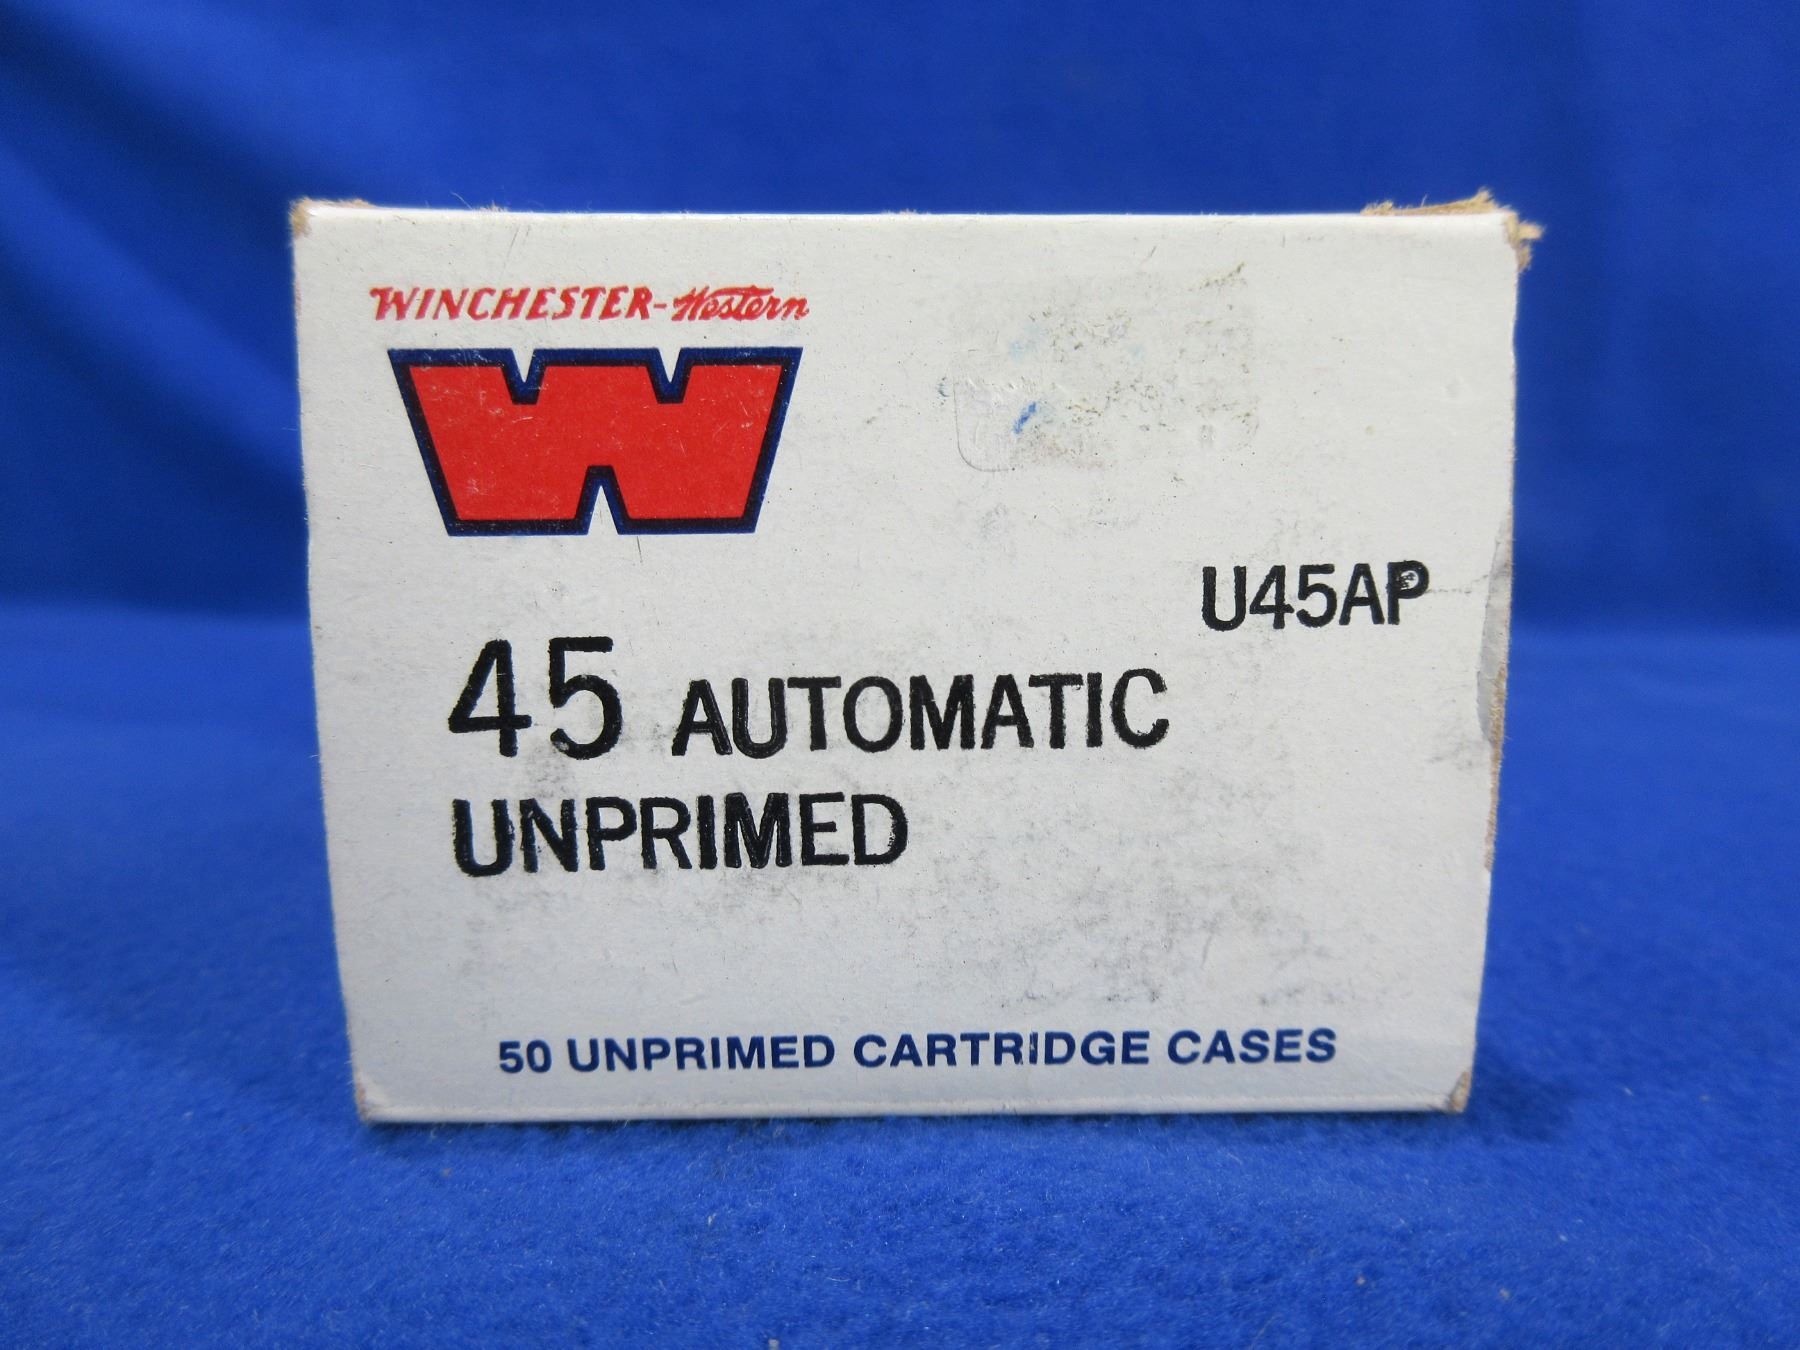 WINCHESTER-Western
W
U45AP
45 AUTOMATIC
UNPRIMED
50 UNPRIMED CARTRIDGE CASES